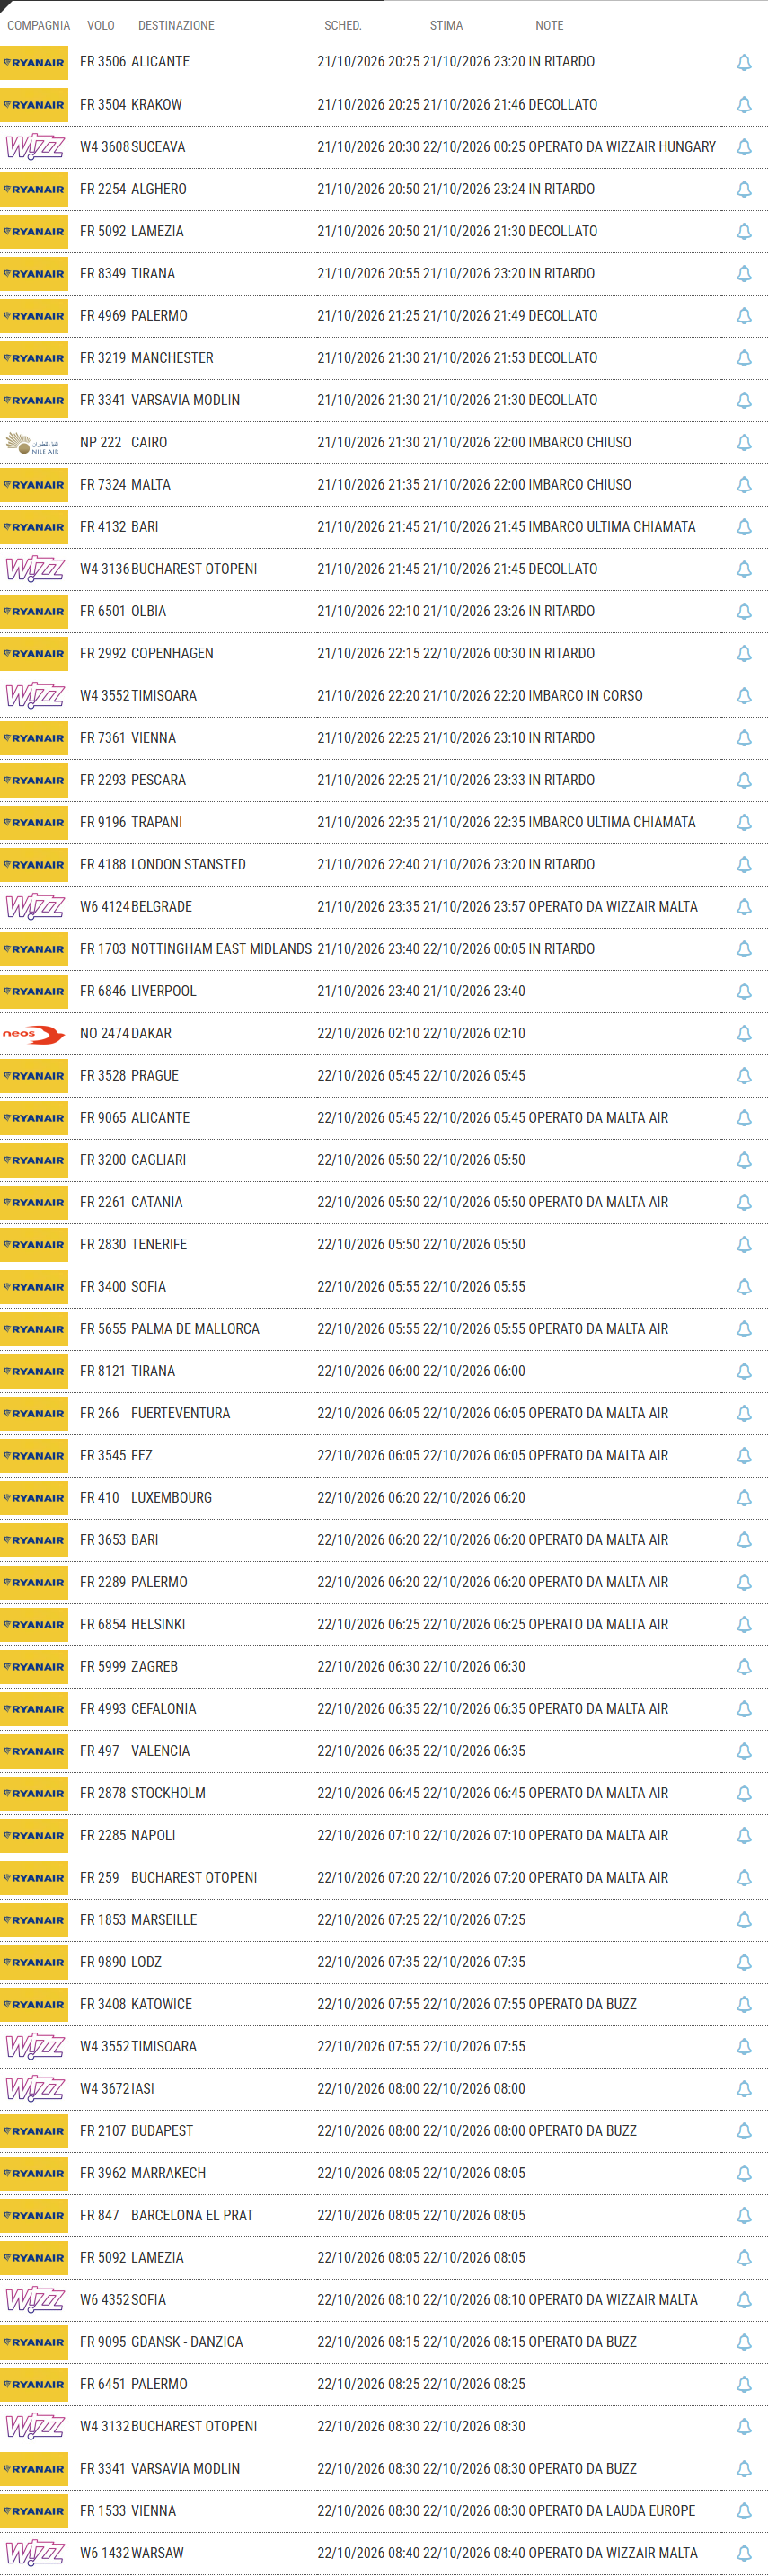 COMPAGNIA VOLO DESTINAZIONE SCHED. STIMA NOTE
RYANAIR FR 3506 ALICANTE 21/10/2026 20:25 21/10/2026 23:20 IN RITARDO
RYANAIR FR 3504 KRAKOW 21/10/2026 20:25 21/10/2026 21:46 DECOLLATO
WIZZ W4 3608 SUCEAVA 21/10/2026 20:30 22/10/2026 00:25 OPERATO DA WIZZAIR HUNGARY
RYANAIR FR 2254 ALGHERO 21/10/2026 20:50 21/10/2026 23:24 IN RITARDO
RYANAIR FR 5092 LAMEZIA 21/10/2026 20:50 21/10/2026 21:30 DECOLLATO
RYANAIR FR 8349 TIRANA 21/10/2026 20:55 21/10/2026 23:20 IN RITARDO
RYANAIR FR 4969 PALERMO 21/10/2026 21:25 21/10/2026 21:49 DECOLLATO
RYANAIR FR 3219 MANCHESTER 21/10/2026 21:30 21/10/2026 21:53 DECOLLATO
RYANAIR FR 3341 VARSAVIA MODLIN 21/10/2026 21:30 21/10/2026 21:30 DECOLLATO
النيل للطيران NILE AIR NP 222 CAIRO 21/10/2026 21:30 21/10/2026 22:00 IMBARCO CHIUSO
RYANAIR FR 7324 MALTA 21/10/2026 21:35 21/10/2026 22:00 IMBARCO CHIUSO
RYANAIR FR 4132 BARI 21/10/2026 21:45 21/10/2026 21:45 IMBARCO ULTIMA CHIAMATA
WIZZ W4 3136 BUCHAREST OTOPENI 21/10/2026 21:45 21/10/2026 21:45 DECOLLATO
RYANAIR FR 6501 OLBIA 21/10/2026 22:10 21/10/2026 23:26 IN RITARDO
RYANAIR FR 2992 COPENHAGEN 21/10/2026 22:15 22/10/2026 00:30 IN RITARDO
WIZZ W4 3552 TIMISOARA 21/10/2026 22:20 21/10/2026 22:20 IMBARCO IN CORSO
RYANAIR FR 7361 VIENNA 21/10/2026 22:25 21/10/2026 23:10 IN RITARDO
RYANAIR FR 2293 PESCARA 21/10/2026 22:25 21/10/2026 23:33 IN RITARDO
RYANAIR FR 9196 TRAPANI 21/10/2026 22:35 21/10/2026 22:35 IMBARCO ULTIMA CHIAMATA
RYANAIR FR 4188 LONDON STANSTED 21/10/2026 22:40 21/10/2026 23:20 IN RITARDO
WIZZ W6 4124 BELGRADE 21/10/2026 23:35 21/10/2026 23:57 OPERATO DA WIZZAIR MALTA
RYANAIR FR 1703 NOTTINGHAM EAST MIDLANDS 21/10/2026 23:40 22/10/2026 00:05 IN RITARDO
RYANAIR FR 6846 LIVERPOOL 21/10/2026 23:40 21/10/2026 23:40
neos NO 2474 DAKAR 22/10/2026 02:10 22/10/2026 02:10
RYANAIR FR 3528 PRAGUE 22/10/2026 05:45 22/10/2026 05:45
RYANAIR FR 9065 ALICANTE 22/10/2026 05:45 22/10/2026 05:45 OPERATO DA MALTA AIR
RYANAIR FR 3200 CAGLIARI 22/10/2026 05:50 22/10/2026 05:50
RYANAIR FR 2261 CATANIA 22/10/2026 05:50 22/10/2026 05:50 OPERATO DA MALTA AIR
RYANAIR FR 2830 TENERIFE 22/10/2026 05:50 22/10/2026 05:50
RYANAIR FR 3400 SOFIA 22/10/2026 05:55 22/10/2026 05:55
RYANAIR FR 5655 PALMA DE MALLORCA 22/10/2026 05:55 22/10/2026 05:55 OPERATO DA MALTA AIR
RYANAIR FR 8121 TIRANA 22/10/2026 06:00 22/10/2026 06:00
RYANAIR FR 266 FUERTEVENTURA 22/10/2026 06:05 22/10/2026 06:05 OPERATO DA MALTA AIR
RYANAIR FR 3545 FEZ 22/10/2026 06:05 22/10/2026 06:05 OPERATO DA MALTA AIR
RYANAIR FR 410 LUXEMBOURG 22/10/2026 06:20 22/10/2026 06:20
RYANAIR FR 3653 BARI 22/10/2026 06:20 22/10/2026 06:20 OPERATO DA MALTA AIR
RYANAIR FR 2289 PALERMO 22/10/2026 06:20 22/10/2026 06:20 OPERATO DA MALTA AIR
RYANAIR FR 6854 HELSINKI 22/10/2026 06:25 22/10/2026 06:25 OPERATO DA MALTA AIR
RYANAIR FR 5999 ZAGREB 22/10/2026 06:30 22/10/2026 06:30
RYANAIR FR 4993 CEFALONIA 22/10/2026 06:35 22/10/2026 06:35 OPERATO DA MALTA AIR
RYANAIR FR 497 VALENCIA 22/10/2026 06:35 22/10/2026 06:35
RYANAIR FR 2878 STOCKHOLM 22/10/2026 06:45 22/10/2026 06:45 OPERATO DA MALTA AIR
RYANAIR FR 2285 NAPOLI 22/10/2026 07:10 22/10/2026 07:10 OPERATO DA MALTA AIR
RYANAIR FR 259 BUCHAREST OTOPENI 22/10/2026 07:20 22/10/2026 07:20 OPERATO DA MALTA AIR
RYANAIR FR 1853 MARSEILLE 22/10/2026 07:25 22/10/2026 07:25
RYANAIR FR 9890 LODZ 22/10/2026 07:35 22/10/2026 07:35
RYANAIR FR 3408 KATOWICE 22/10/2026 07:55 22/10/2026 07:55 OPERATO DA BUZZ
WIZZ W4 3552 TIMISOARA 22/10/2026 07:55 22/10/2026 07:55
WIZZ W4 3672 IASI 22/10/2026 08:00 22/10/2026 08:00
RYANAIR FR 2107 BUDAPEST 22/10/2026 08:00 22/10/2026 08:00 OPERATO DA BUZZ
RYANAIR FR 3962 MARRAKECH 22/10/2026 08:05 22/10/2026 08:05
RYANAIR FR 847 BARCELONA EL PRAT 22/10/2026 08:05 22/10/2026 08:05
RYANAIR FR 5092 LAMEZIA 22/10/2026 08:05 22/10/2026 08:05
WIZZ W6 4352 SOFIA 22/10/2026 08:10 22/10/2026 08:10 OPERATO DA WIZZAIR MALTA
RYANAIR FR 9095 GDANSK - DANZICA 22/10/2026 08:15 22/10/2026 08:15 OPERATO DA BUZZ
RYANAIR FR 6451 PALERMO 22/10/2026 08:25 22/10/2026 08:25
WIZZ W4 3132 BUCHAREST OTOPENI 22/10/2026 08:30 22/10/2026 08:30
RYANAIR FR 3341 VARSAVIA MODLIN 22/10/2026 08:30 22/10/2026 08:30 OPERATO DA BUZZ
RYANAIR FR 1533 VIENNA 22/10/2026 08:30 22/10/2026 08:30 OPERATO DA LAUDA EUROPE
WIZZ W6 1432 WARSAW 22/10/2026 08:40 22/10/2026 08:40 OPERATO DA WIZZAIR MALTA